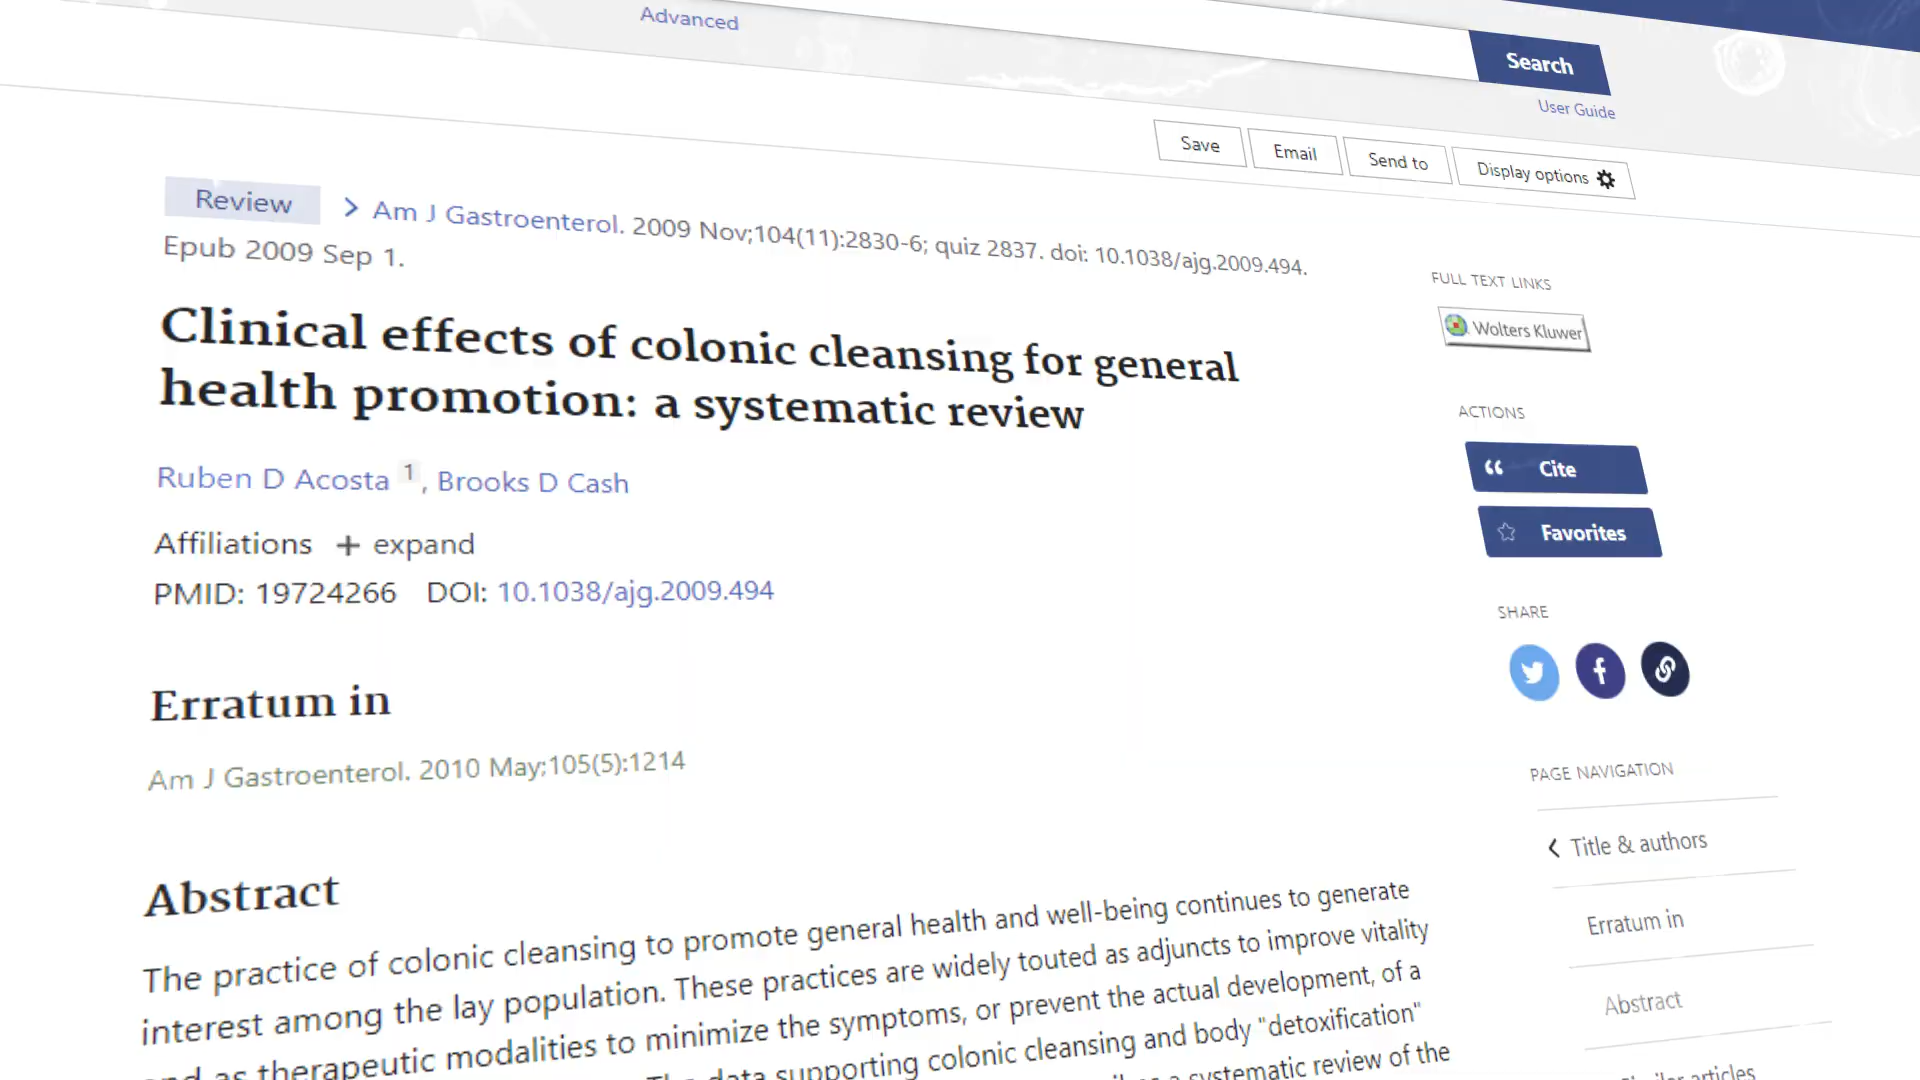 Advanced
Search
User Guide
Save
Email
Send to
Display options
Review
Am J Gastroenterol. 2009 Nov;104(11):2830-6; quiz 2837. doi: 10.1038/ajg.2009.494.
Epub 2009 Sep 1.
Clinical effects of colonic cleansing for general
health promotion: a systematic review
Ruben D Acosta 1, Brooks D Cash
Affiliations + expand
PMID: 19724266 DOI: 10.1038/ajg.2009.494
Erratum in
Am J Gastroenterol. 2010 May;105(5):1214
Abstract
The practice of colonic cleansing to promote general health and well-being continues to generate
interest among the lay population. These practices are widely touted as adjuncts to improve vitality
and as therapeutic modalities to minimize the symptoms, or prevent the actual development, of a
The data supporting colonic cleansing and body "detoxification"
a systematic review of the
FULL TEXT LINKS
Wolters Kluwer
ACTIONS
Cite
Favorites
SHARE
PAGE NAVIGATION
Title & authors
Erratum in
Abstract
Similar articles